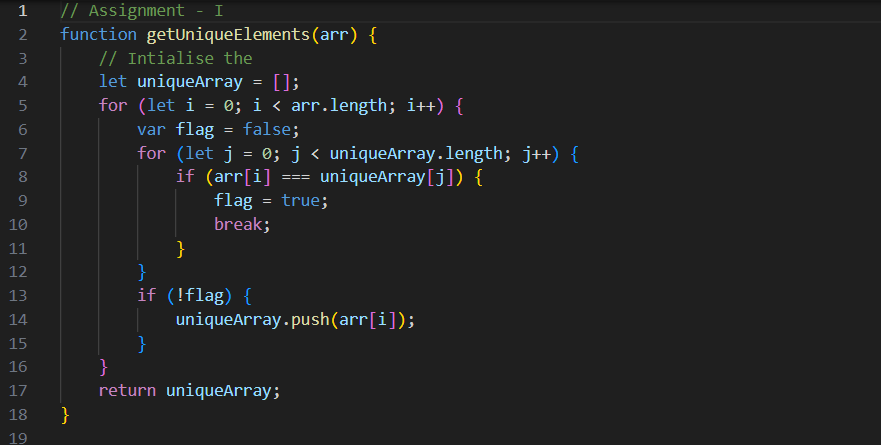 1 // Assignment - I
2 function getUniqueElements(arr) {
3 // Intialise the
4 let uniqueArray = [];
5 for (let i = 0; i < arr.length; i++) {
6 var flag = false;
7 for (let j = 0; j < uniqueArray.length; j++) {
8 if (arr[i] === uniqueArray[j]) {
9 flag = true;
10 break;
11 }
12 }
13 if (!flag) {
14 uniqueArray.push(arr[i]);
15 }
16 }
17 return uniqueArray;
18 }
19